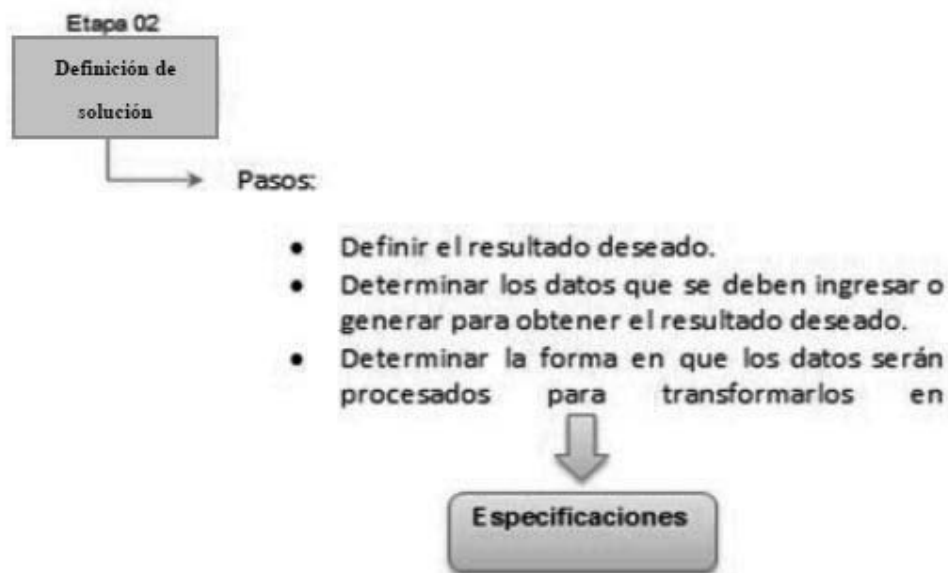 Etapa 02
Definición de
solución
Pasos:
• Definir el resultado deseado.
• Determinar los datos que se deben ingresar o
generar para obtener el resultado deseado.
• Determinar la forma en que los datos serán
procesados para transformarlos en
Especificaciones